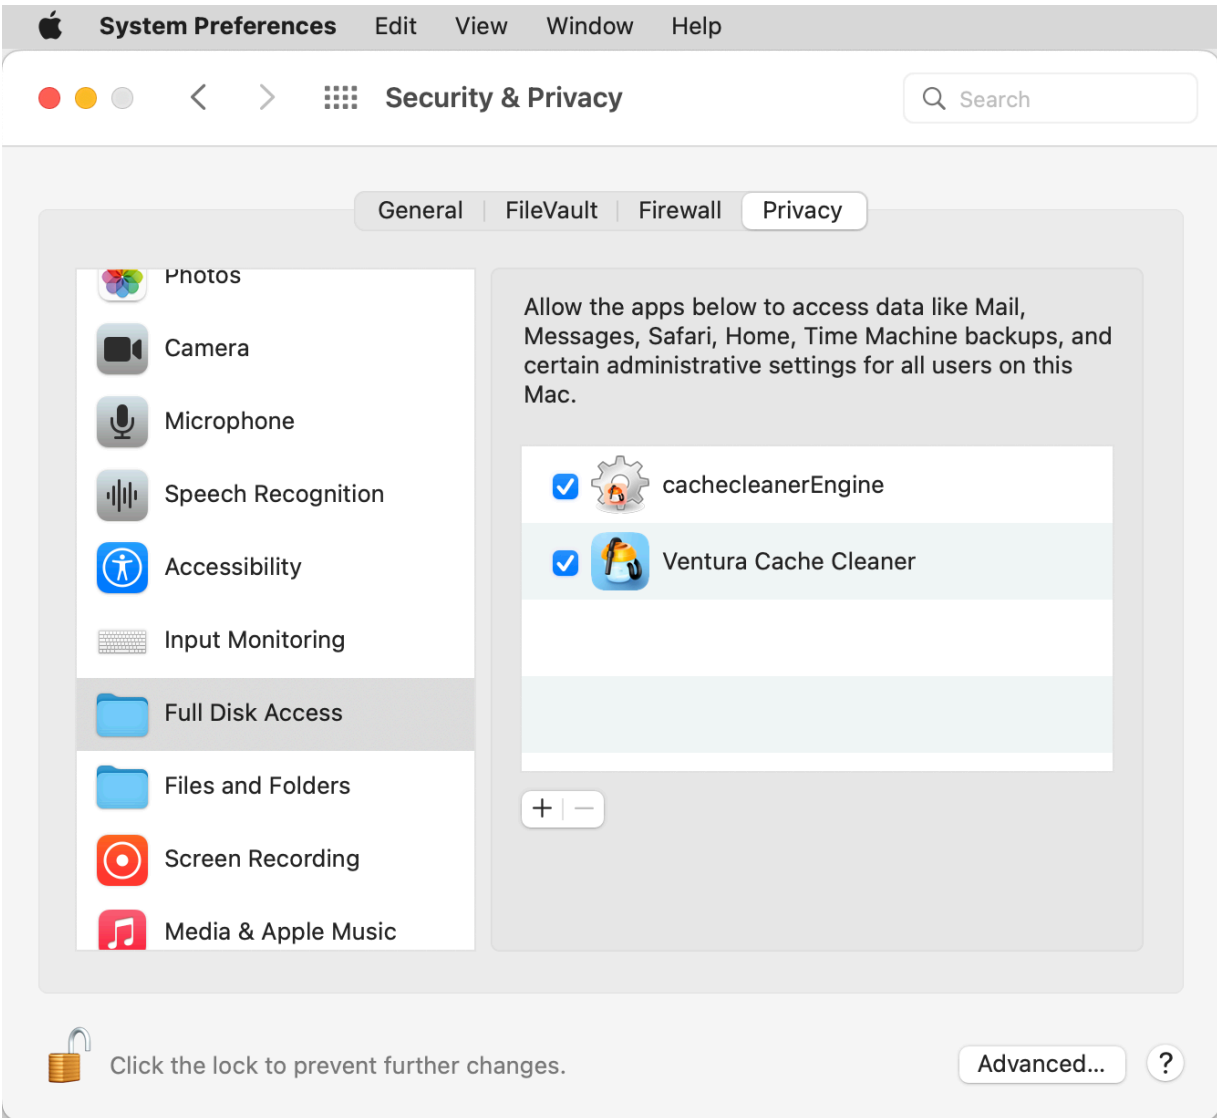 System Preferences Edit View Window Help
Security & Privacy Search
General FileVault Firewall Privacy
Photos
Camera
Microphone
Speech Recognition
Accessibility
Input Monitoring
Full Disk Access
Files and Folders
Screen Recording
Media & Apple Music
Allow the apps below to access data like Mail,
Messages, Safari, Home, Time Machine backups, and
certain administrative settings for all users on this
Mac.
cachecleanerEngine
Ventura Cache Cleaner
Click the lock to prevent further changes.
Advanced... ?